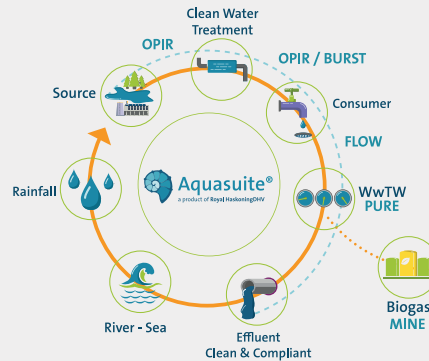 Clean Water
Treatment
OPIR
OPIR / BURST
Source
Consumer
FLOW
Aquasuite®
a product of Royal HaskoningDHV
Rainfall
WwTW
PURE
River - Sea
Biogas
MINE
Effluent
Clean & Compliant